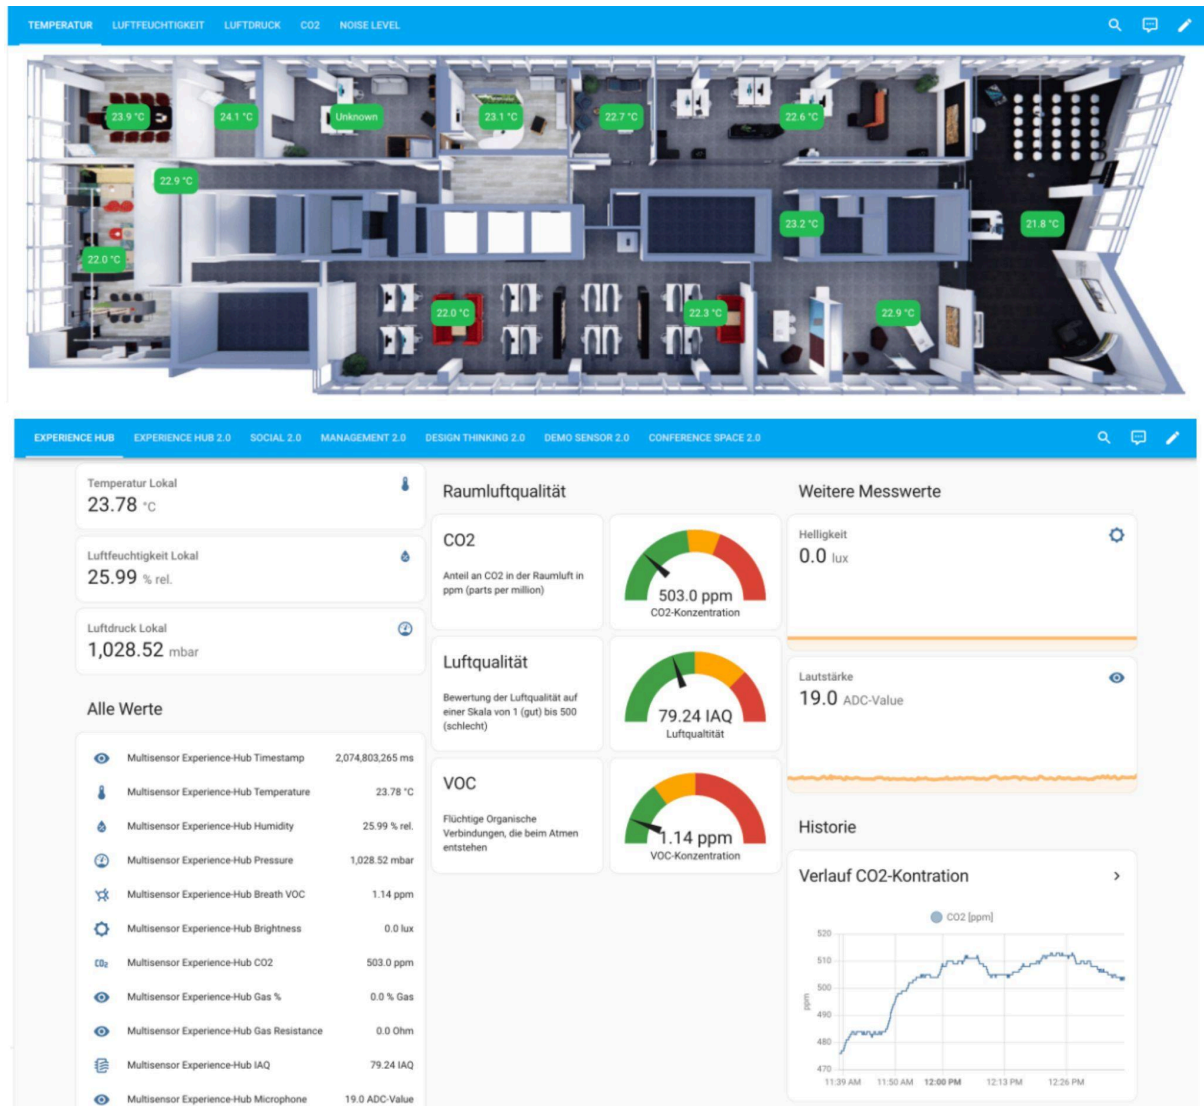 TEMPERATUR LUFTFEUCHTIGKEIT LUFTDRUCK CO2 NOISE LEVEL
23.9 °C 24.1 °C Unknown 23.1 °C 22.7 °C 22.6 °C
22.9 °C
23.2 °C 21.8 °C
22.0 °C
22.0 °C 22.3 °C 22.9 °C
EXPERIENCE HUB EXPERIENCE HUB 2.0 SOCIAL 2.0 MANAGEMENT 2.0 DESIGN THINKING 2.0 DEMO SENSOR 2.0 CONFERENCE SPACE 2.0
Temperatur Lokal
23.78 °C
Luftfeuchtigkeit Lokal
25.99 % rel.
Luftdruck Lokal
1,028.52 mbar
Alle Werte
Multisensor Experience-Hub Timestamp 2,074,803,265 ms
Multisensor Experience-Hub Temperature 23.78 °C
Multisensor Experience-Hub Humidity 25.99 % rel.
Multisensor Experience-Hub Pressure 1,028.52 mbar
Multisensor Experience-Hub Breath VOC 1.14 ppm
Multisensor Experience-Hub Brightness 0.0 lux
CO₂ Multisensor Experience-Hub CO2 503.0 ppm
Multisensor Experience-Hub Gas % 0.0 % Gas
Multisensor Experience-Hub Gas Resistance 0.0 Ohm
Multisensor Experience-Hub IAQ 79.24 IAQ
Multisensor Experience-Hub Microphone 19.0 ADC-Value
Raumluftqualität
CO2
Anteil an CO2 in der Raumluft in
ppm (parts per million)
503.0 ppm
CO2-Konzentration
Luftqualität
Bewertung der Luftqualität auf
einer Skala von 1 (gut) bis 500
(schlecht)
79.24 IAQ
Luftqualtität
VOC
Flüchtige Organische
Verbindungen, die beim Atmen
entstehen
1.14 ppm
VOC-Konzentration
Weitere Messwerte
Helligkeit
0.0 lux
Lautstärke
19.0 ADC-Value
Historie
Verlauf CO2-Kontration
CO2 [ppm]
520
510
500
490
480
470
ppm
11:39 AM 11:50 AM 12:00 PM 12:13 PM 12:26 PM